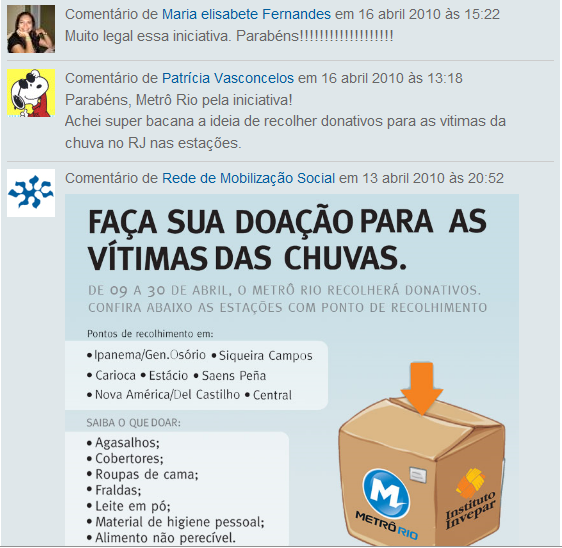 Comentário de Maria elisabete Fernandes em 16 abril 2010 às 15:22
Muito legal essa iniciativa. Parabéns!!!!!!!!!!!!!!!!!!!
Comentário de Patrícia Vasconcelos em 16 abril 2010 às 13:18
Parabéns, Metrô Rio pela iniciativa!
Achei super bacana a ideia de recolher donativos para as vitimas da
chuva no RJ nas estações.
Comentário de Rede de Mobilização Social em 13 abril 2010 às 20:52
FAÇA SUA DOAÇÃO PARA AS
VÍTIMAS DAS CHUVAS.
DE 09 A 30 DE ABRIL, O METRÔ RIO RECOLHERÁ DONATIVOS.
CONFIRA ABAIXO AS ESTAÇÕES COM PONTO DE RECOLHIMENTO
Pontos de recolhimento em:
• Ipanema/Gen.Osório • Siqueira Campos
• Carioca • Estácio • Saens Peña
• Nova América/Del Castilho • Central
SAIBA O QUE DOAR:
• Agasalhos;
• Cobertores;
• Roupas de cama;
• Fraldas;
• Leite em pó;
• Material de higiene pessoal;
• Alimento não perecível.
METRÔ RIO
Instituto
Invepar